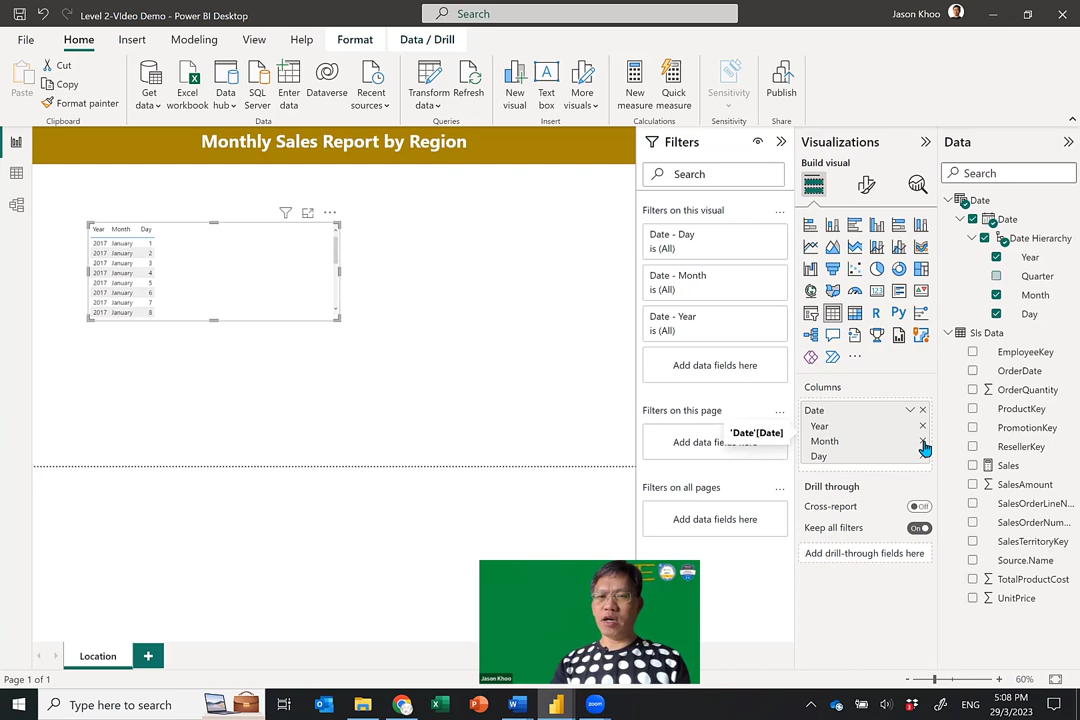 Level 2-Video Demo - Power BI Desktop
Search
Jason Khoo
File
Home
Insert
Modeling
View
Help
Format
Data / Drill
Paste
Cut
Copy
Format painter
Clipboard
Get
data
Excel
workbook
Data
hub
SQL
Server
Enter
data
Dataverse
Recent
sources
Data
Transform
data
Refresh
Queries
New
visual
Text
box
More
visuals
Insert
New
measure
Quick
measure
Calculations
Sensitivity
Sensitivity
Publish
Share
Monthly Sales Report by Region
Year Month Day
2017 January 1
2017 January 2
2017 January 3
2017 January 4
2017 January 5
2017 January 6
2017 January 7
2017 January 8
Filters
Search
Filters on this visual
Date - Day
is (All)
Date - Month
is (All)
Date - Year
is (All)
Add data fields here
Filters on this page
Add data fields here
Filters on all pages
Add data fields here
'Date'[Date]
Visualizations
Build visual
Columns
Date
Year
Month
Day
Drill through
Cross-report
Off
Keep all filters
On
Add drill-through fields here
Data
Search
Date
Date
Date Hierarchy
Year
Quarter
Month
Day
Sls Data
EmployeeKey
OrderDate
OrderQuantity
ProductKey
PromotionKey
ResellerKey
Sales
SalesAmount
SalesOrderLineN...
SalesOrderNum...
SalesTerritoryKey
Source.Name
TotalProductCost
UnitPrice
Jason Khoo
Location
Page 1 of 1
60%
Type here to search
ENG
5:08 PM
29/3/2023